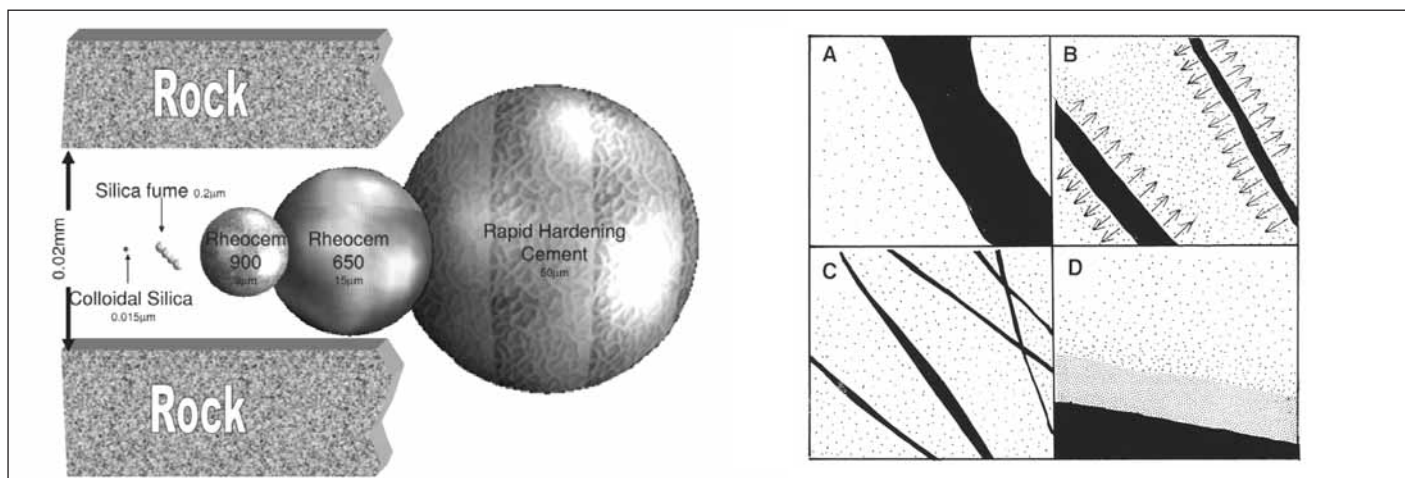 Rock
0.02mm
Silica fume 0.2µm
Colloidal Silica
0.015µm
Rheocem
900
9µm
Rheocem
650
15µm
Rapid Hardening
Cement
Rock
A
B
C
D